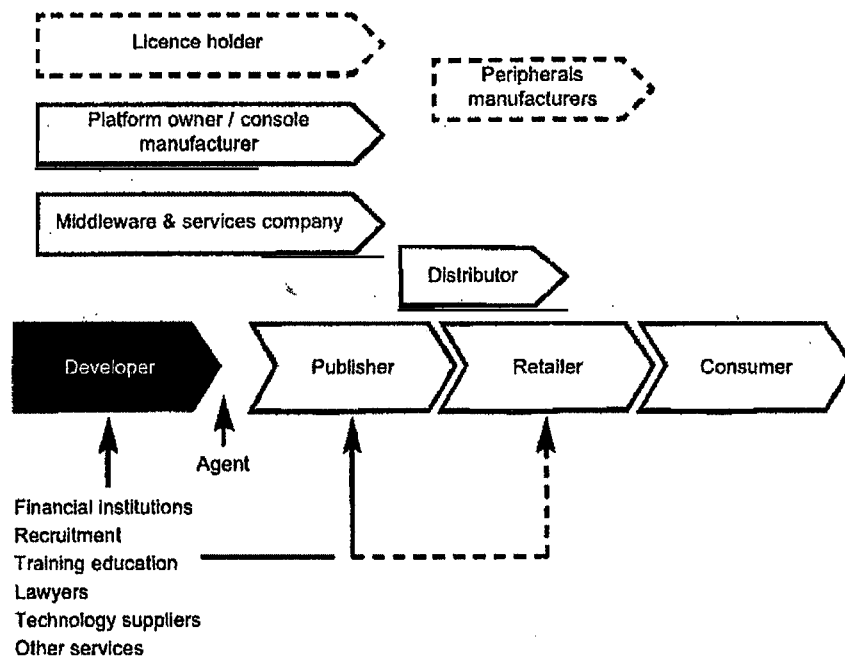 Licence holder
Peripherals
manufacturers
Platform owner / console
manufacturer
Middleware & services company
Distributor
Developer
Publisher
Retailer
Consumer
Agent
Financial institutions
Recruitment
Training education
Lawyers
Technology suppliers
Other services